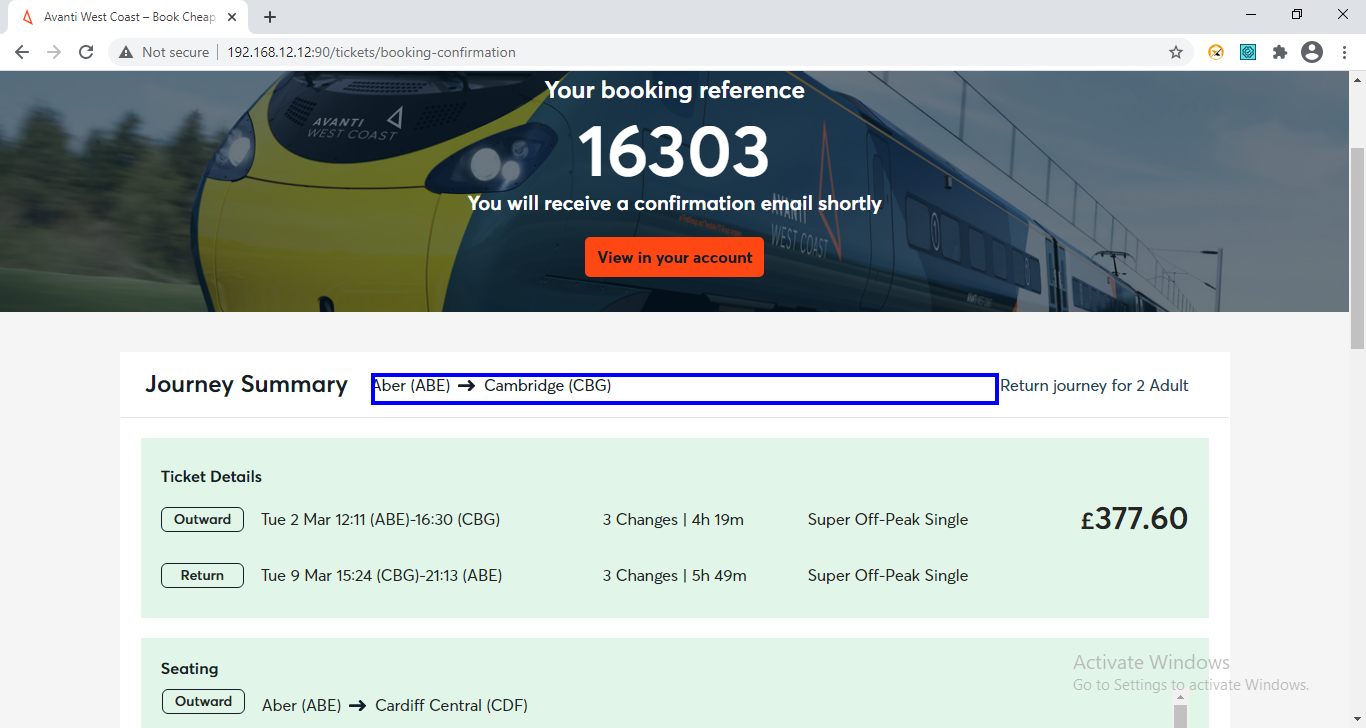 Avanti West Coast – Book Cheap
Not secure
192.168.12.12:90/tickets/booking-confirmation
AVANTI
WEST COAST
Your booking reference
16303
You will receive a confirmation email shortly
AVANTI
WEST COAST
View in your account
Journey Summary
Aber (ABE) → Cambridge (CBG)
Return journey for 2 Adult
Ticket Details
Outward Tue 2 Mar 12:11 (ABE)-16:30 (CBG) 3 Changes | 4h 19m Super Off-Peak Single £377.60
Return Tue 9 Mar 15:24 (CBG)-21:13 (ABE) 3 Changes | 5h 49m Super Off-Peak Single
Seating
Outward Aber (ABE) → Cardiff Central (CDF)
Activate Windows
Go to Settings to activate Windows.